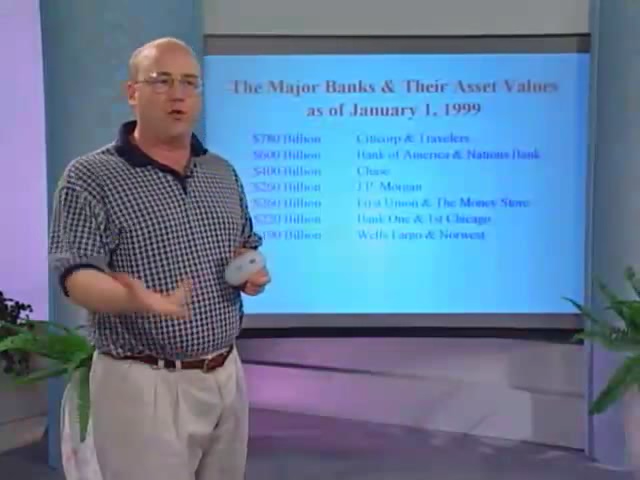 The Major Banks & Their Asset Values
as of January 1, 1999
$780 Billion Citicorp & Travelers
$600 Billion Bank of America & Nations Bank
$400 Billion Chase
$260 Billion J.P. Morgan
$260 Billion First Union & The Money Store
$220 Billion Bank One & 1st Chicago
Billion Wells Fargo & Norwest